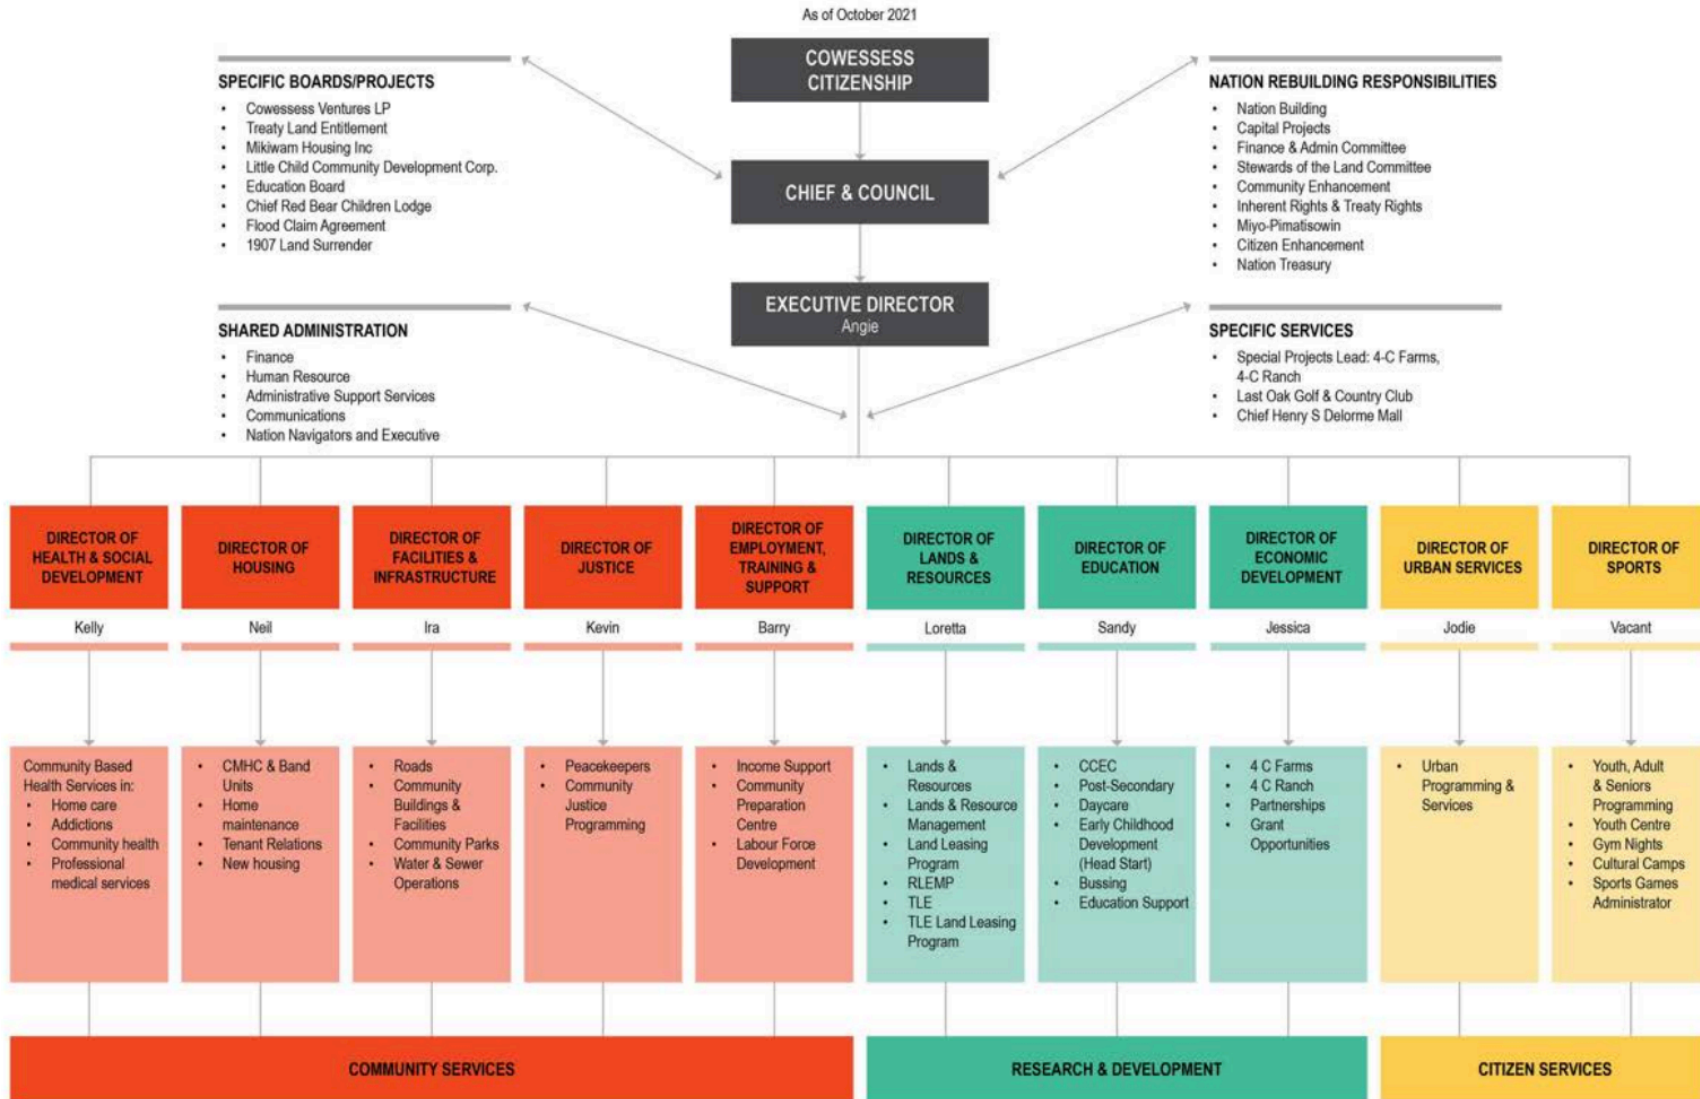 As of October 2021
COWESSESS
CITIZENSHIP
SPECIFIC BOARDS/PROJECTS
• Cowessess Ventures LP
• Treaty Land Entitlement
• Mikiwam Housing Inc
• Little Child Community Development Corp.
• Education Board
• Chief Red Bear Children Lodge
• Flood Claim Agreement
• 1907 Land Surrender
NATION REBUILDING RESPONSIBILITIES
• Nation Building
• Capital Projects
• Finance & Admin Committee
• Stewards of the Land Committee
• Community Enhancement
• Inherent Rights & Treaty Rights
• Miyo-Pimatisowin
• Citizen Enhancement
• Nation Treasury
CHIEF & COUNCIL
EXECUTIVE DIRECTOR
Angie
SHARED ADMINISTRATION
• Finance
• Human Resource
• Administrative Support Services
• Communications
• Nation Navigators and Executive
SPECIFIC SERVICES
• Special Projects Lead: 4-C Farms,
4-C Ranch
• Last Oak Golf & Country Club
• Chief Henry S Delorme Mall
DIRECTOR OF
HEALTH & SOCIAL
DEVELOPMENT
Kelly
Community Based
Health Services in:
• Home care
• Addictions
• Community health
• Professional
medical services
DIRECTOR OF
HOUSING
Neil
• CMHC & Band
Units
• Home
maintenance
• Tenant Relations
• New housing
DIRECTOR OF
FACILITIES &
INFRASTRUCTURE
Ira
• Roads
• Community
Buildings &
Facilities
• Community Parks
• Water & Sewer
Operations
DIRECTOR OF
JUSTICE
Kevin
• Peacekeepers
• Community
Justice
Programming
DIRECTOR OF
EMPLOYMENT,
TRAINING &
SUPPORT
Barry
• Income Support
• Community
Preparation
Centre
• Labour Force
Development
DIRECTOR OF
LANDS &
RESOURCES
Loretta
• Lands &
Resources
• Lands & Resource
Management
• Land Leasing
Program
• RLEMP
• TLE
• TLE Land Leasing
Program
DIRECTOR OF
EDUCATION
Sandy
• CCEC
• Post-Secondary
• Daycare
• Early Childhood
Development
(Head Start)
• Bussing
• Education Support
DIRECTOR OF
ECONOMIC
DEVELOPMENT
Jessica
• 4 C Farms
• 4 C Ranch
• Partnerships
• Grant
Opportunities
DIRECTOR OF
URBAN SERVICES
Jodie
• Urban
Programming &
Services
DIRECTOR OF
SPORTS
Vacant
• Youth, Adult
& Seniors
Programming
• Youth Centre
• Gym Nights
• Cultural Camps
• Sports Games
Administrator
COMMUNITY SERVICES
RESEARCH & DEVELOPMENT
CITIZEN SERVICES